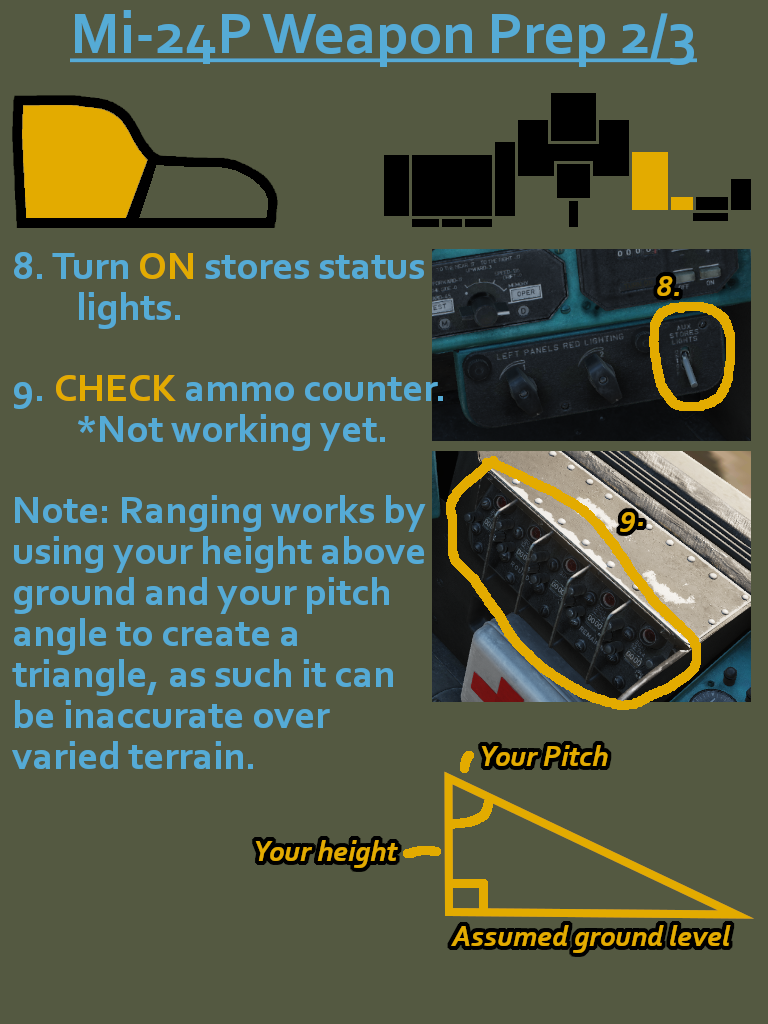 Mi-24P Weapon Prep 2/3
8. Turn ON stores status
lights.
9. CHECK ammo counter.
*Not working yet.
Note: Ranging works by
using your height above
ground and your pitch
angle to create a
triangle, as such it can
be inaccurate over
varied terrain.
8.
OPER
ON
LEFT PANELS RED LIGHTING
AUX
STORES
LIGHTS
9.
Your Pitch
Your height
Assumed ground level